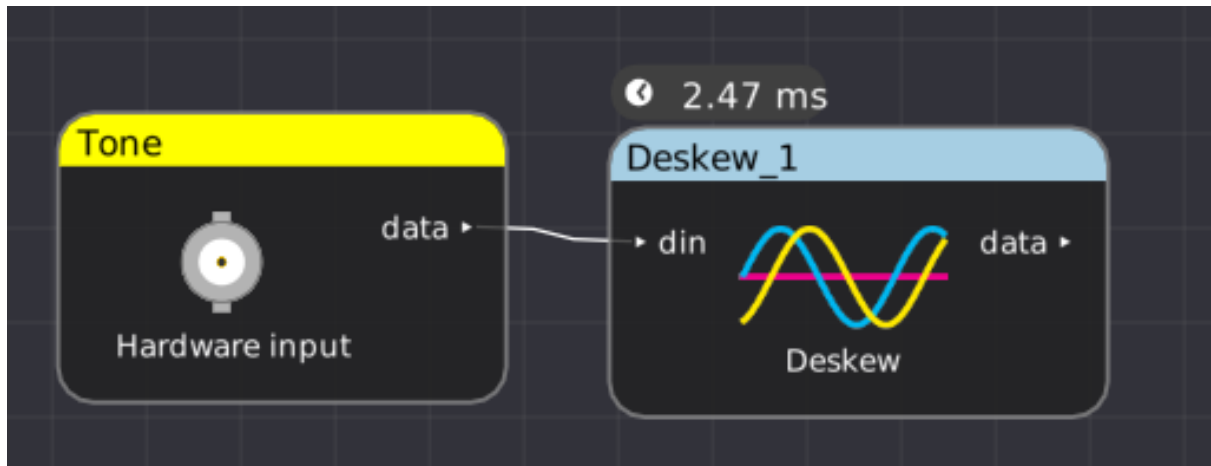 Tone
data
Hardware input
2.47 ms
Deskew_1
din
data
Deskew